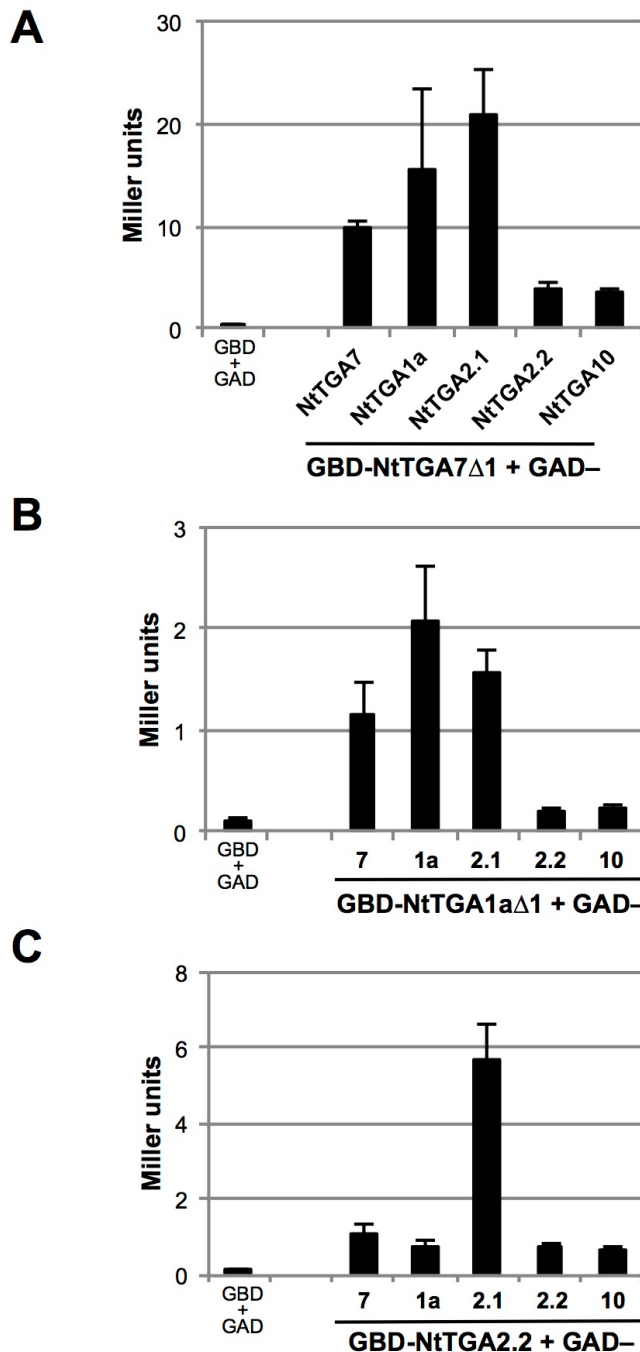 A
30
20
10
0
Miller units
GBD
+
GAD
NtTGA7
NtTGA1a
NtTGA2.1
NtTGA2.2
NtTGA10
GBD-NtTGA7Δ1 + GAD–
B
3
2
1
0
Miller units
GBD
+
GAD
7 1a 2.1 2.2 10
GBD-NtTGA1aΔ1 + GAD–
C
8
6
4
2
0
Miller units
GBD
+
GAD
7 1a 2.1 2.2 10
GBD-NtTGA2.2 + GAD–